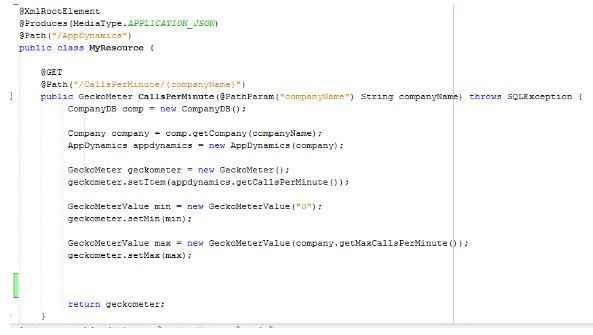 @XmlRootElement
@Produces(MediaType.APPLICATION_JSON)
@Path("/AppDynamics")
public class MyResource {
@GET
@Path("/CallsPerMinute/{companyName}")
public GeckoMeter CallsPerMinute(@PathParam("companyName") String companyName) throws SQLException {
CompanyDB comp = new CompanyDB();
Company company = comp.getCompany(companyName);
AppDynamics appdynamics = new AppDynamics(company);
GeckoMeter geckometer = new GeckoMeter();
geckometer.setItem(appdynamics.getCallsPerMinute());
GeckoMeterValue min = new GeckoMeterValue("0");
geckometer.setMin(min);
GeckoMeterValue max = new GeckoMeterValue(company.getMaxCallsPerMinute());
geckometer.setMax(max);
return geckometer;
}